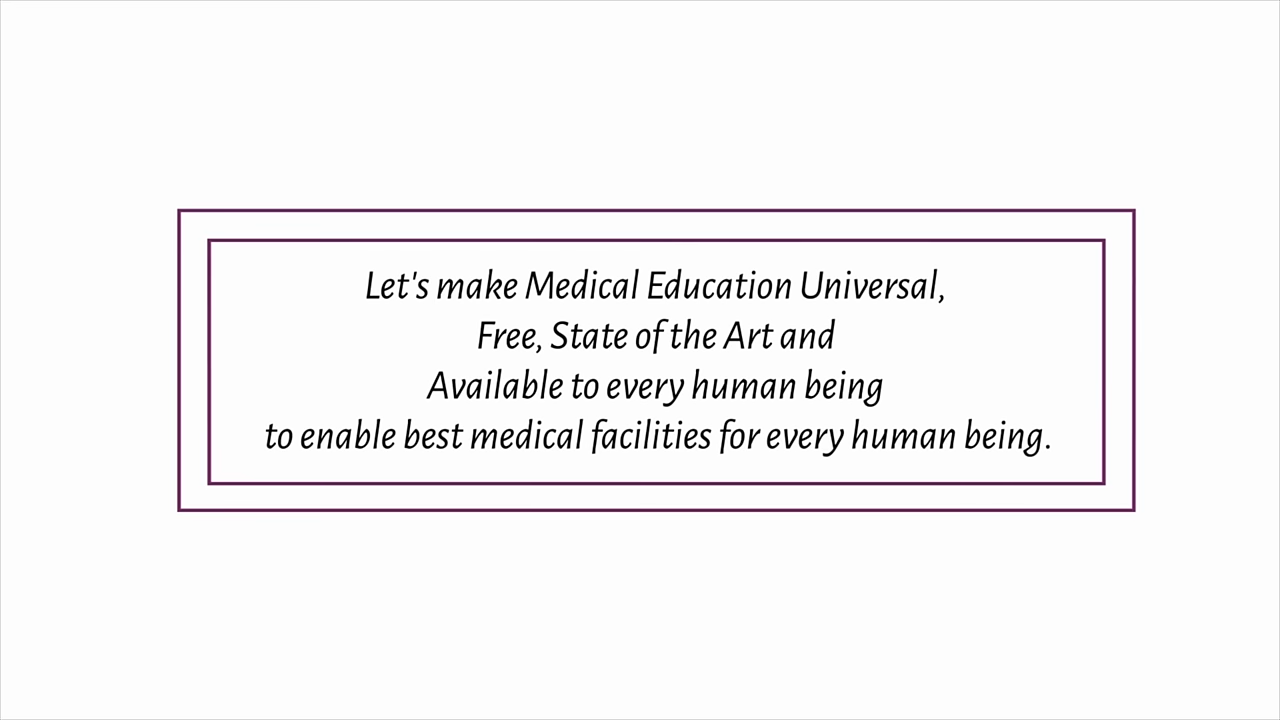 Let's make Medical Education Universal,
Free, State of the Art and
Available to every human being
to enable best medical facilities for every human being.